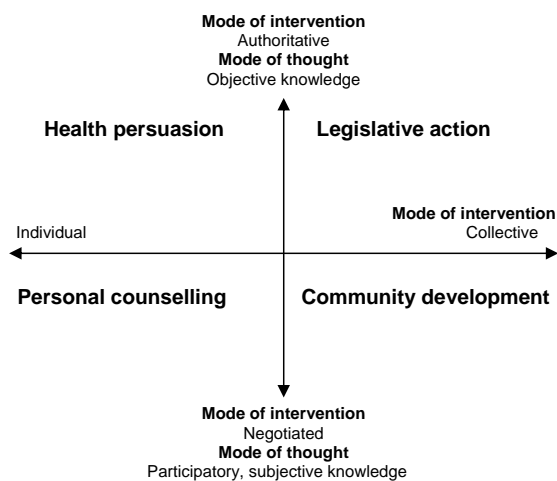 Mode of intervention
Authoritative
Mode of thought
Objective knowledge
Health persuasion
Legislative action
Individual
Mode of intervention
Collective
Personal counselling
Community development
Mode of intervention
Negotiated
Mode of thought
Participatory, subjective knowledge